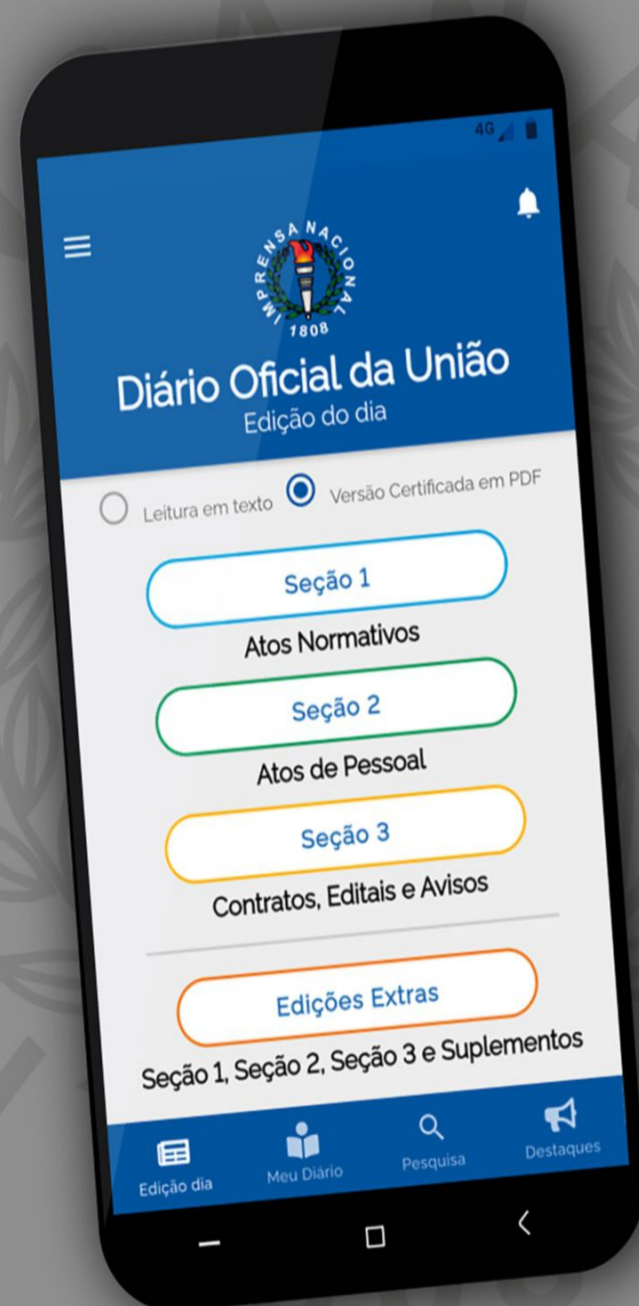 4G
IMPRENSA NACIONAL
1808
Diário Oficial da União
Edição do dia
Leitura em texto Versão Certificada em PDF
Seção 1
Atos Normativos
Seção 2
Atos de Pessoal
Seção 3
Contratos, Editais e Avisos
Edições Extras
Seção 1, Seção 2, Seção 3 e Suplementos
Edição dia Meu Diário Pesquisa Destaques